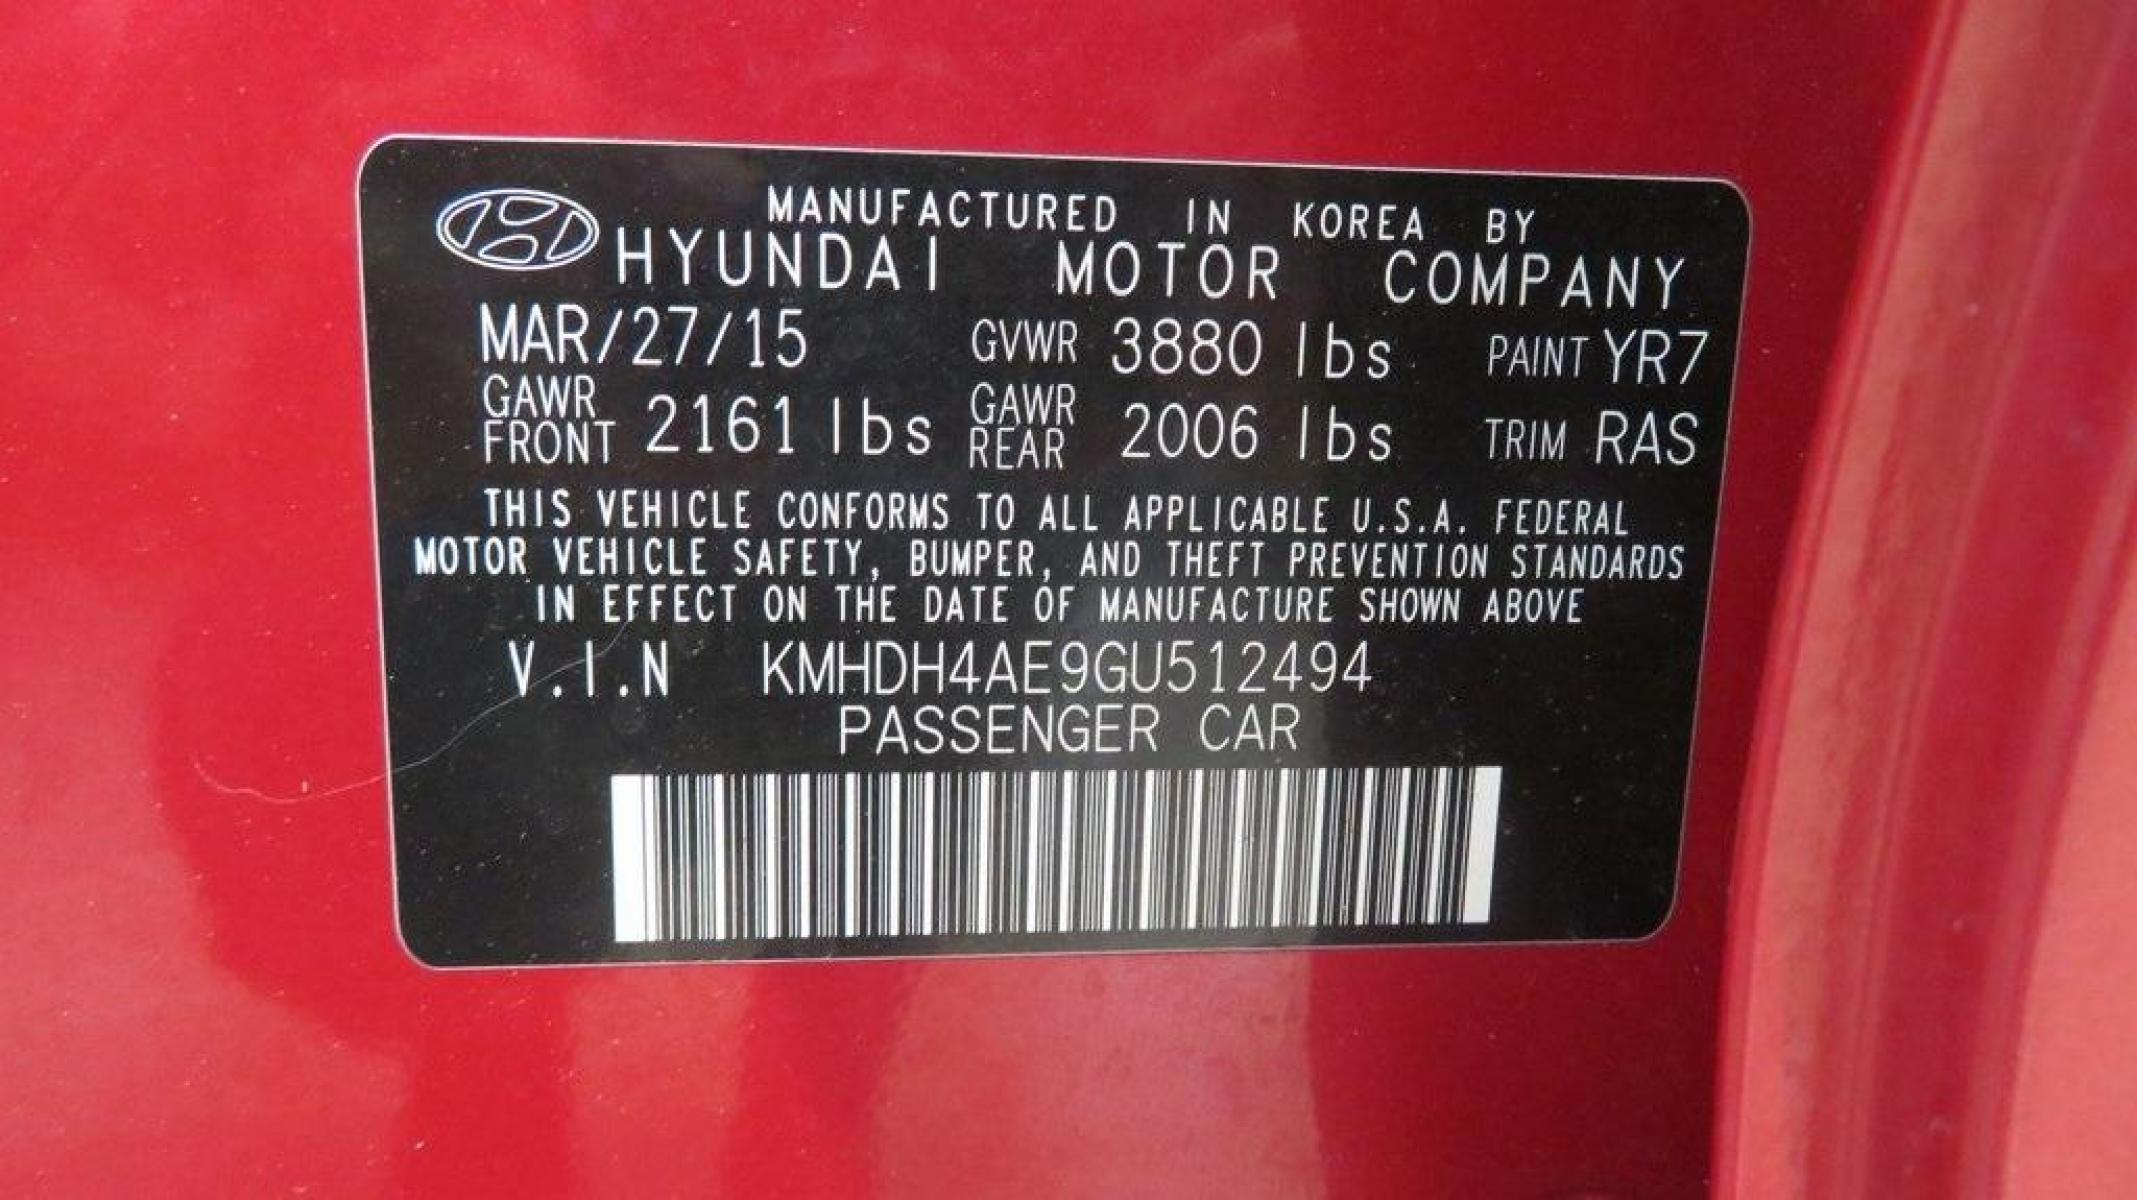 MANUFACTURED IN KOREA BY
HYUNDAI MOTOR COMPANY
MAR/27/15 GVWR 3880 lbs PAINT YR7
GAWR FRONT 2161 lbs GAWR REAR 2006 lbs TRIM RAS
THIS VEHICLE CONFORMS TO ALL APPLICABLE U.S.A. FEDERAL
MOTOR VEHICLE SAFETY, BUMPER, AND THEFT PREVENTION STANDARDS
IN EFFECT ON THE DATE OF MANUFACTURE SHOWN ABOVE
V.I.N KMHDH4AE9GU512494
PASSENGER CAR